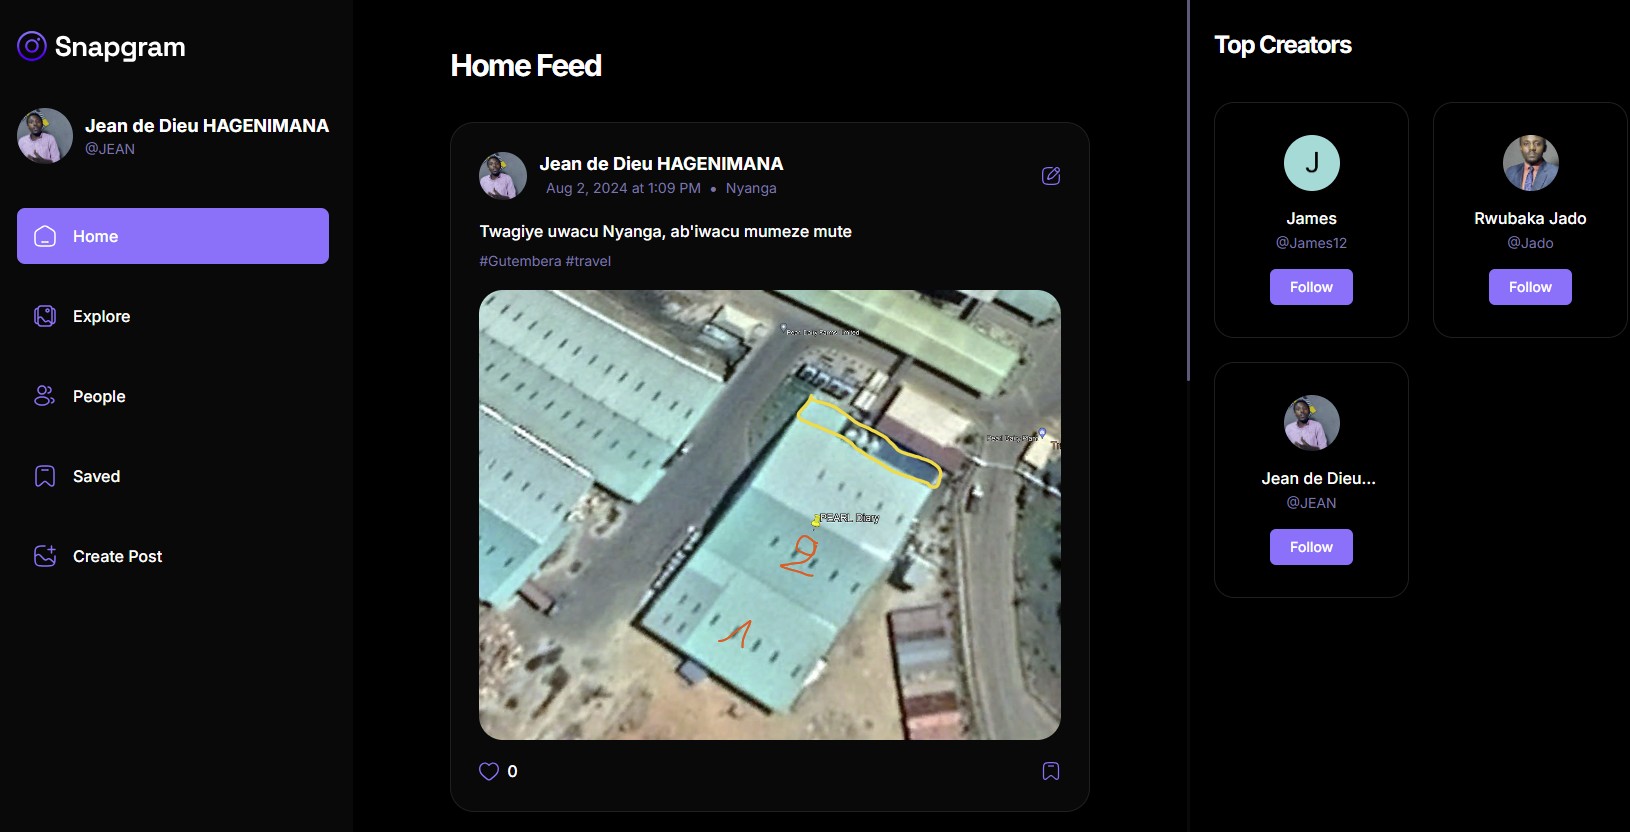 Snapgram
Jean de Dieu HAGENIMANA
@JEAN
Home
Explore
People
Saved
Create Post
Home Feed
Jean de Dieu HAGENIMANA
Aug 2, 2024 at 1:09 PM • Nyanga
Twagiye uwacu Nyanga, ab'iwacu mumeze mute
#Gutembera #travel
PEARL Diary
2
1
0
Top Creators
J
James
@James12
Follow
Rwubaka Jado
@Jado
Follow
Jean de Dieu...
@JEAN
Follow